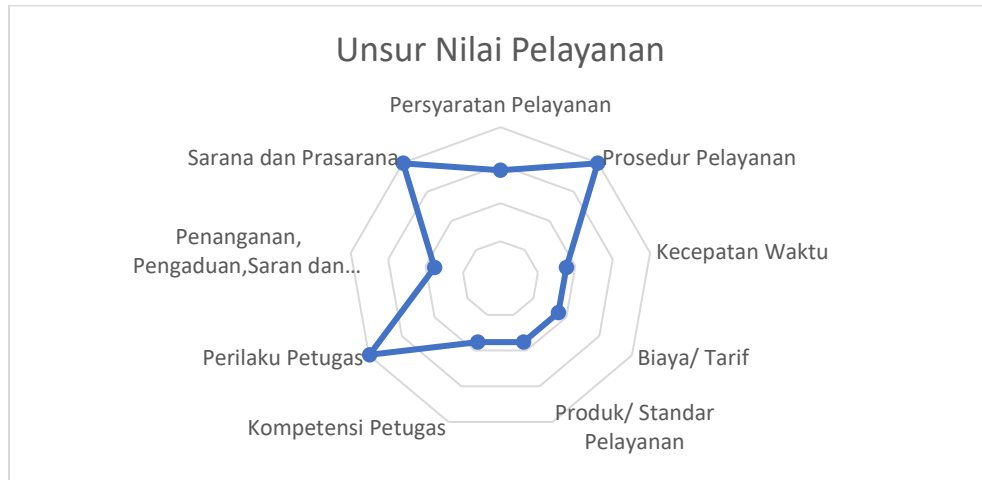 Unsur Nilai Pelayanan
Persyaratan Pelayanan
Prosedur Pelayanan
Kecepatan Waktu
Biaya/ Tarif
Produk/ Standar
Pelayanan
Kompetensi Petugas
Perilaku Petugas
Penanganan,
Pengaduan,Saran dan...
Sarana dan Prasarana